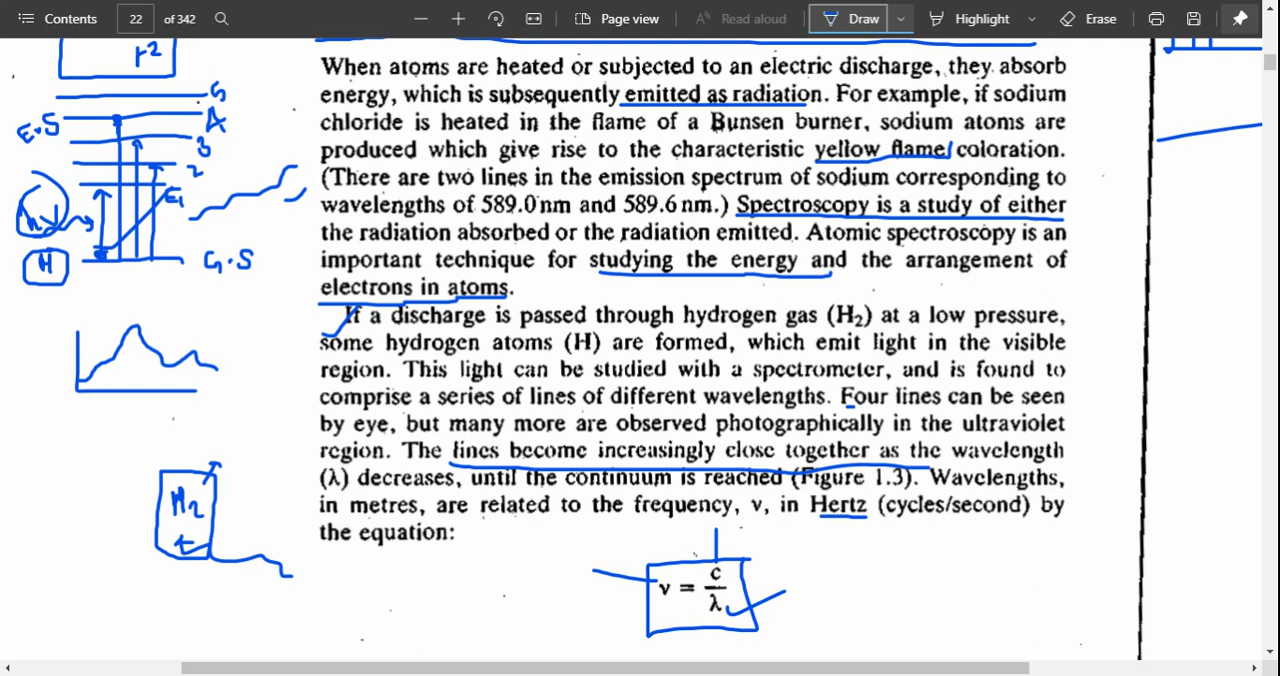 Contents 22 of 342 Page view Read aloud Draw Highlight Erase
r²
When atoms are heated or subjected to an electric discharge, they absorb
energy, which is subsequently emitted as radiation. For example, if sodium
chloride is heated in the flame of a Bunsen burner, sodium atoms are
produced which give rise to the characteristic yellow flame coloration.
(There are two lines in the emission spectrum of sodium corresponding to
wavelengths of 589.0 nm and 589.6 nm.) Spectroscopy is a study of either
the radiation absorbed or the radiation emitted. Atomic spectroscopy is an
important technique for studying the energy and the arrangement of
electrons in atoms.
If a discharge is passed through hydrogen gas (H₂) at a low pressure,
some hydrogen atoms (H) are formed, which emit light in the visible
region. This light can be studied with a spectrometer, and is found to
comprise a series of lines of different wavelengths. Four lines can be seen
by eye, but many more are observed photographically in the ultraviolet
region. The lines become increasingly close together as the wavelength
(λ) decreases, until the continuum is reached (Figure 1.3). Wavelengths,
in metres, are related to the frequency, ν, in Hertz (cycles/second) by
the equation:
ν = c/λ
E.S
3
2
E₁
hν
H
G.S
H₂